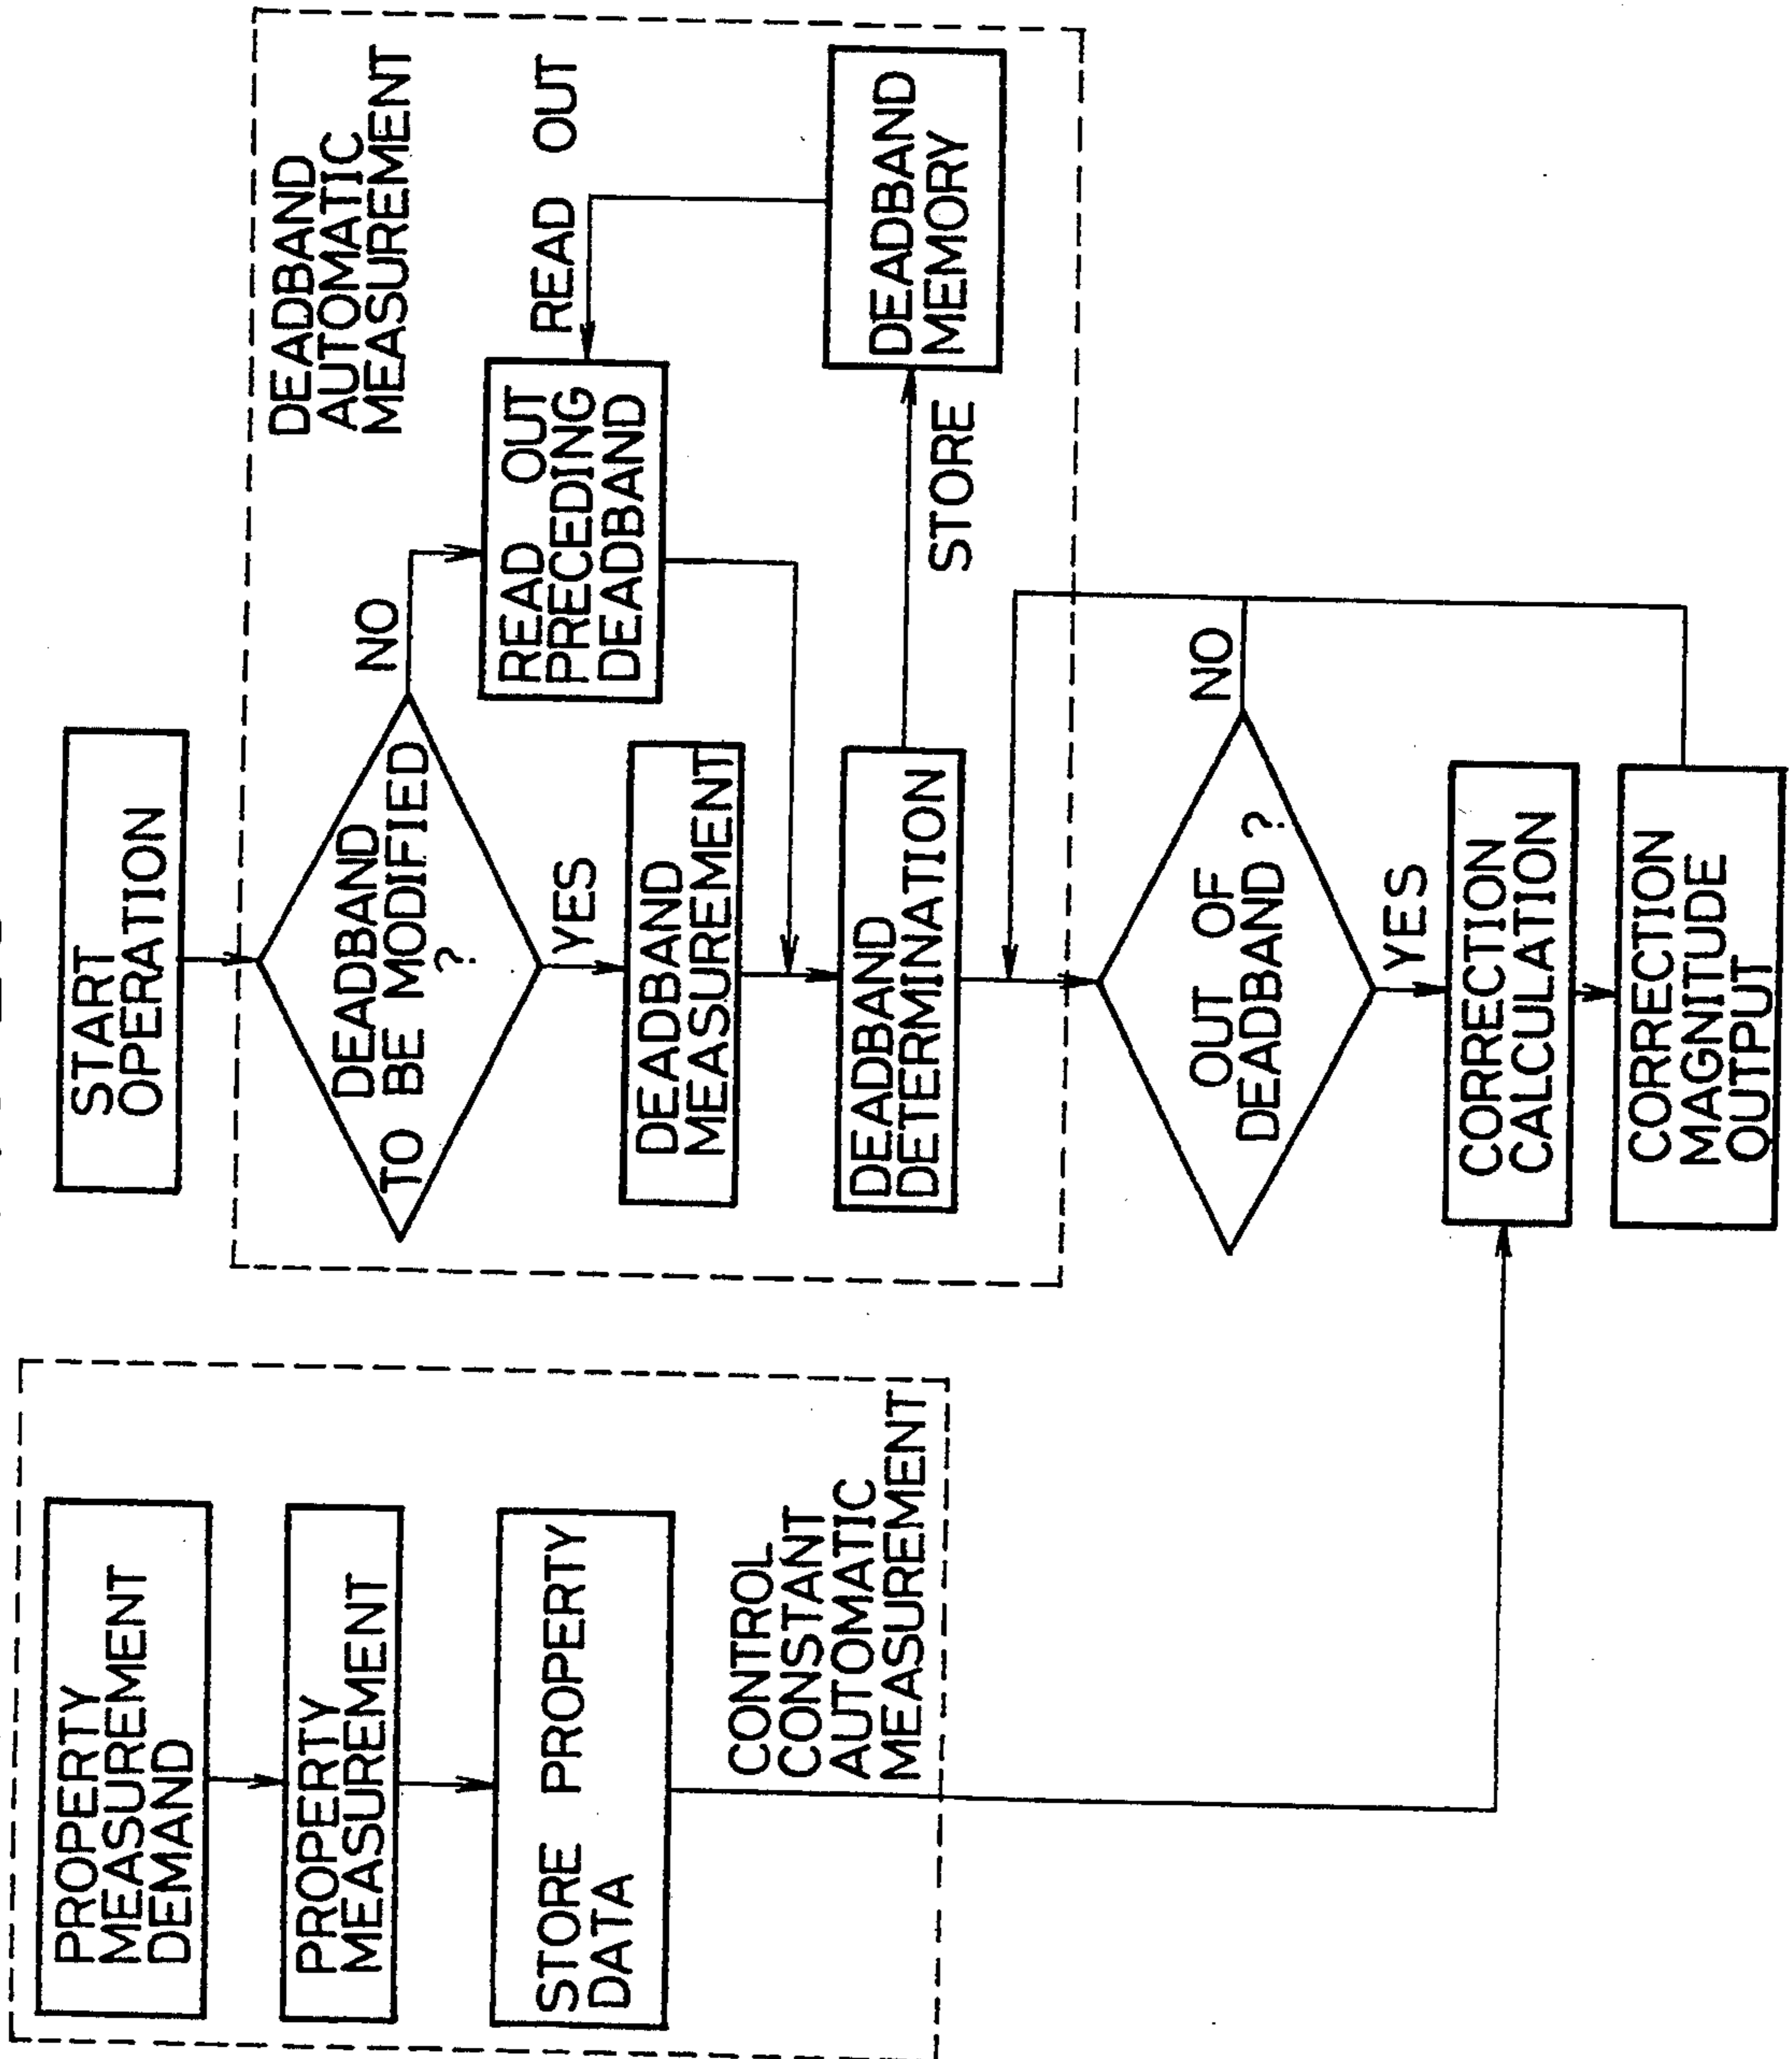 PROPERTY
MEASUREMENT
DEMAND
PROPERTY
MEASUREMENT
STORE PROPERTY
DATA
CONTROL
CONSTANT
AUTOMATIC
MEASUREMENT
START
OPERATION
DEADBAND
AUTOMATIC
MEASUREMENT
DEADBAND
TO BE MODIFIED
?
NO
YES
READ OUT
PRECEDING
DEADBAND
READ OUT
DEADBAND
MEASUREMENT
DEADBAND
DETERMINATION
STORE
DEADBAND
MEMORY
OUT OF
DEADBAND ?
NO
YES
CORRECTION
CALCULATION
CORRECTION
MAGNITUDE
OUTPUT